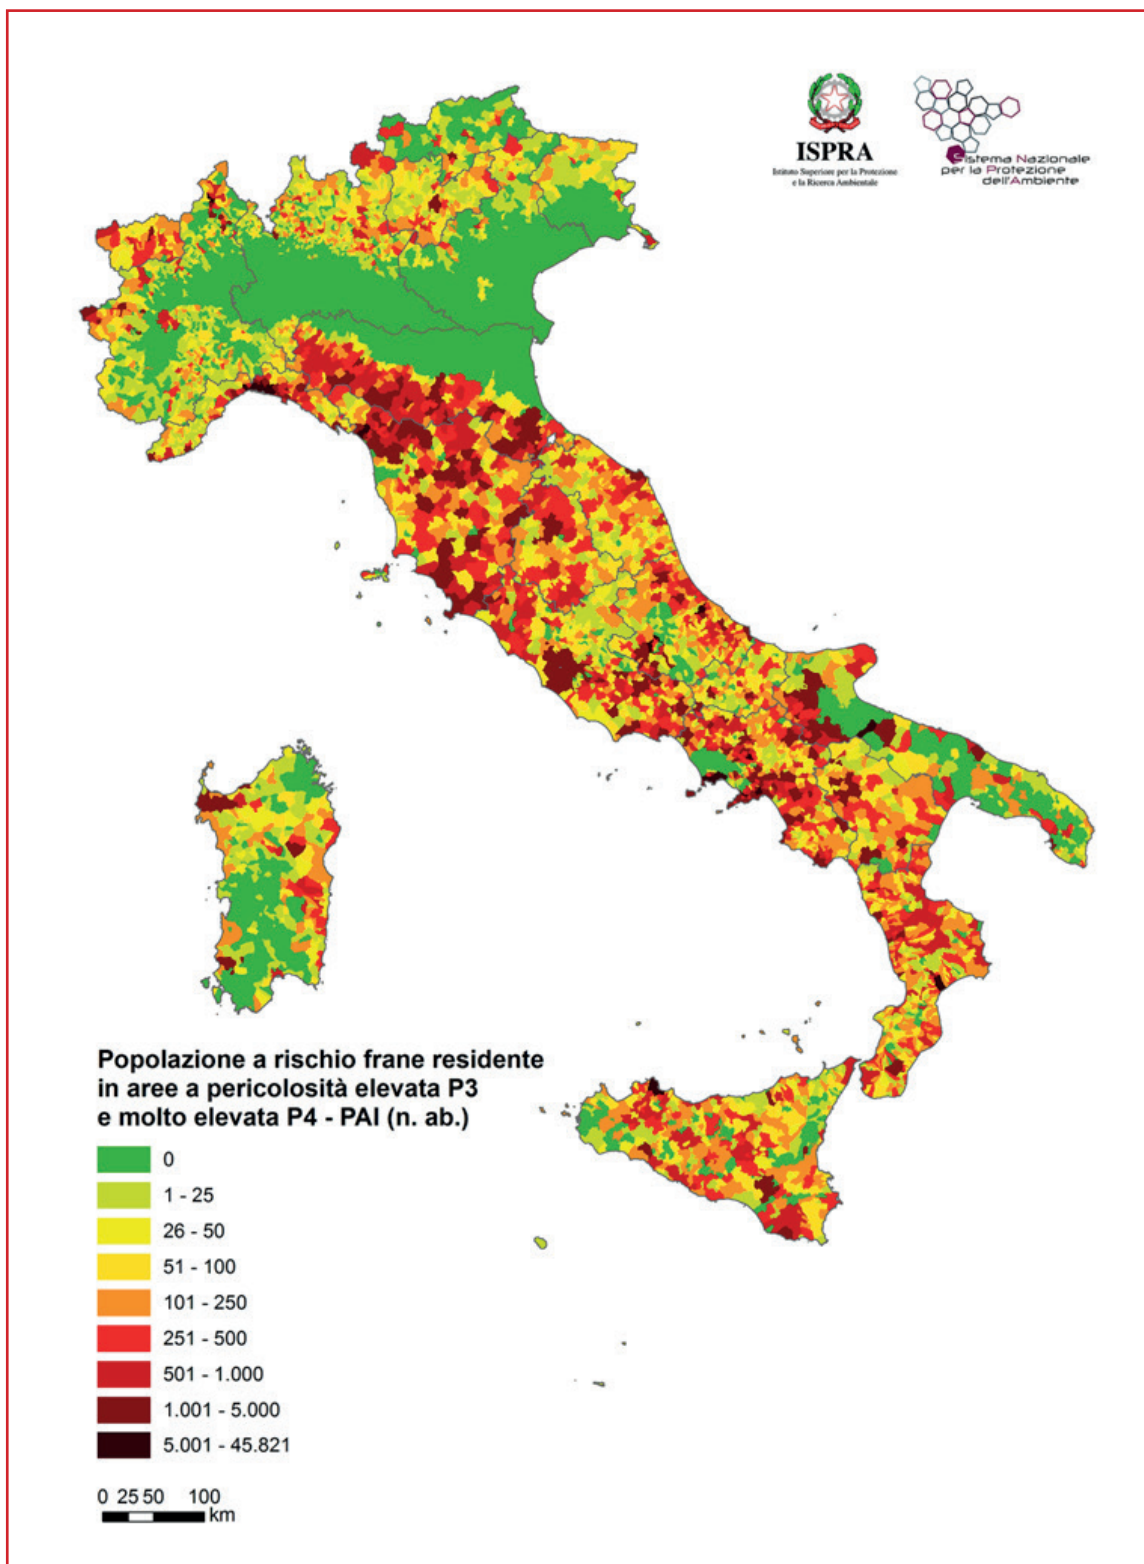 ISPRA
Istituto Superiore per la Protezione
e la Ricerca Ambientale
Sistema Nazionale
per la Protezione
dell'Ambiente
Popolazione a rischio frane residente
in aree a pericolosità elevata P3
e molto elevata P4 - PAI (n. ab.)
0
1 - 25
26 - 50
51 - 100
101 - 250
251 - 500
501 - 1.000
1.001 - 5.000
5.001 - 45.821
0 25 50 100
km